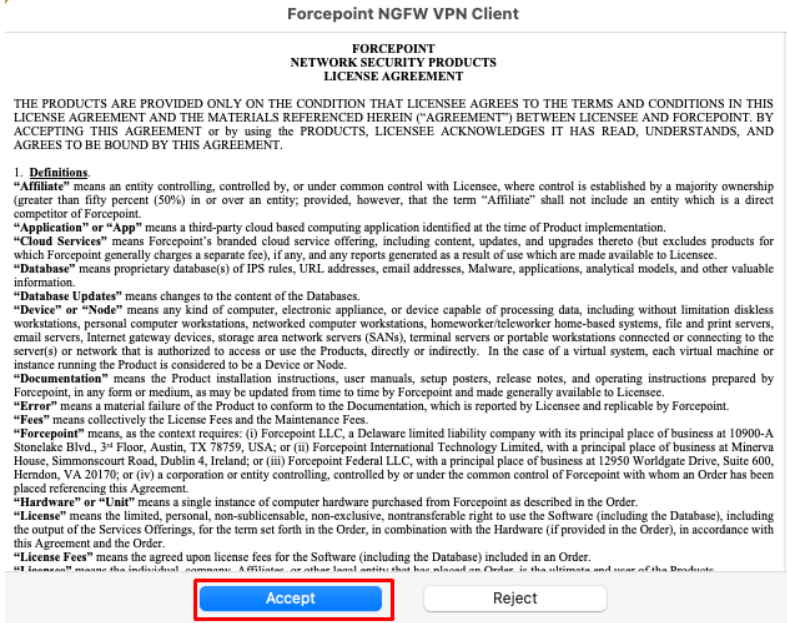 Forcepoint NGFW VPN Client
FORCEPOINT
NETWORK SECURITY PRODUCTS
LICENSE AGREEMENT
THE PRODUCTS ARE PROVIDED ONLY ON THE CONDITION THAT LICENSEE AGREES TO THE TERMS AND CONDITIONS IN THIS
LICENSE AGREEMENT AND THE MATERIALS REFERENCED HEREIN (“AGREEMENT”) BETWEEN LICENSEE AND FORCEPOINT. BY
ACCEPTING THIS AGREEMENT or by using the PRODUCTS, LICENSEE ACKNOWLEDGES IT HAS READ, UNDERSTANDS, AND
AGREES TO BE BOUND BY THIS AGREEMENT.
1. Definitions.
“Affiliate” means an entity controlling, controlled by, or under common control with Licensee, where control is established by a majority ownership
(greater than fifty percent (50%) in or over an entity; provided, however, that the term “Affiliate” shall not include an entity which is a direct
competitor of Forcepoint.
“Application” or “App” means a third-party cloud based computing application identified at the time of Product implementation.
“Cloud Services” means Forcepoint’s branded cloud service offering, including content, updates, and upgrades thereto (but excludes products for
which Forcepoint generally charges a separate fee), if any, and any reports generated as a result of use which are made available to Licensee.
“Database” means proprietary database(s) of IPS rules, URL addresses, email addresses, Malware, applications, analytical models, and other valuable
information.
“Database Updates” means changes to the content of the Databases.
“Device” or “Node” means any kind of computer, electronic appliance, or device capable of processing data, including without limitation diskless
workstations, personal computer workstations, networked computer workstations, homeworker/teleworker home-based systems, file and print servers,
email servers, Internet gateway devices, storage area network servers (SANs), terminal servers or portable workstations connected or connecting to the
server(s) or network that is authorized to access or use the Products, directly or indirectly. In the case of a virtual system, each virtual machine or
instance running the Product is considered to be a Device or Node.
“Documentation” means the Product installation instructions, user manuals, setup posters, release notes, and operating instructions prepared by
Forcepoint, in any form or medium, as may be updated from time to time by Forcepoint and made generally available to Licensee.
“Error” means a material failure of the Product to conform to the Documentation, which is reported by Licensee and replicable by Forcepoint.
“Fees” means collectively the License Fees and the Maintenance Fees.
“Forcepoint” means, as the context requires: (i) Forcepoint LLC, a Delaware limited liability company with its principal place of business at 10900-A
Stonelake Blvd., 3rd Floor, Austin, TX 78759, USA; or (ii) Forcepoint International Technology Limited, with a principal place of business at Minerva
House, Simmonscourt Road, Dublin 4, Ireland; or (iii) Forcepoint Federal LLC, with a principal place of business at 12950 Worldgate Drive, Suite 600,
Herndon, VA 20170; or (iv) a corporation or entity controlling, controlled by or under the common control of Forcepoint with whom an Order has been
placed referencing this Agreement.
“Hardware” or “Unit” means a single instance of computer hardware purchased from Forcepoint as described in the Order.
“License” means the limited, personal, non-sublicensable, non-exclusive, nontransferable right to use the Software (including the Database), including
the output of the Services Offerings, for the term set forth in the Order, in combination with the Hardware (if provided in the Order), in accordance with
this Agreement and the Order.
“License Fees” means the agreed upon license fees for the Software (including the Database) included in an Order.
“Licensee” means the individual, company, Affiliates, or other legal entity that has placed an Order, is the ultimate end user of the Products
Accept
Reject